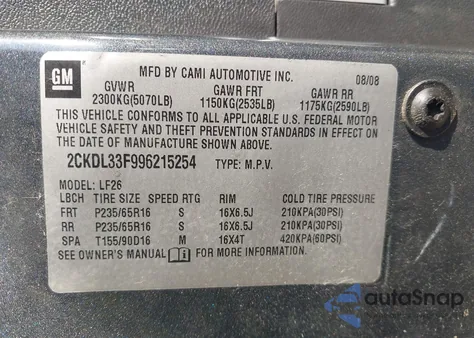 GM
MFD BY CAMI AUTOMOTIVE INC. 08/08
GVWR GAWR FRT GAWR RR
2300KG(5070LB) 1150KG(2535LB) 1175KG(2590LB)
THIS VEHICLE CONFORMS TO ALL APPLICABLE U.S. FEDERAL MOTOR
VEHICLE SAFETY AND THEFT PREVENTION STANDARDS IN EFFECT ON
THE DATE OF MANUFACTURE SHOWN ABOVE.
2CKDL33F996215254 TYPE: M.P.V.
MODEL: LF26
LBCH TIRE SIZE SPEED RTG RIM COLD TIRE PRESSURE
FRT P235/65R16 S 16X6.5J 210KPA(30PSI)
RR P235/65R16 S 16X6.5J 210KPA(30PSI)
SPA T155/90D16 M 16X4T 420KPA(60PSI)
SEE OWNER'S MANUAL FOR MORE INFORMATION
autoSnap